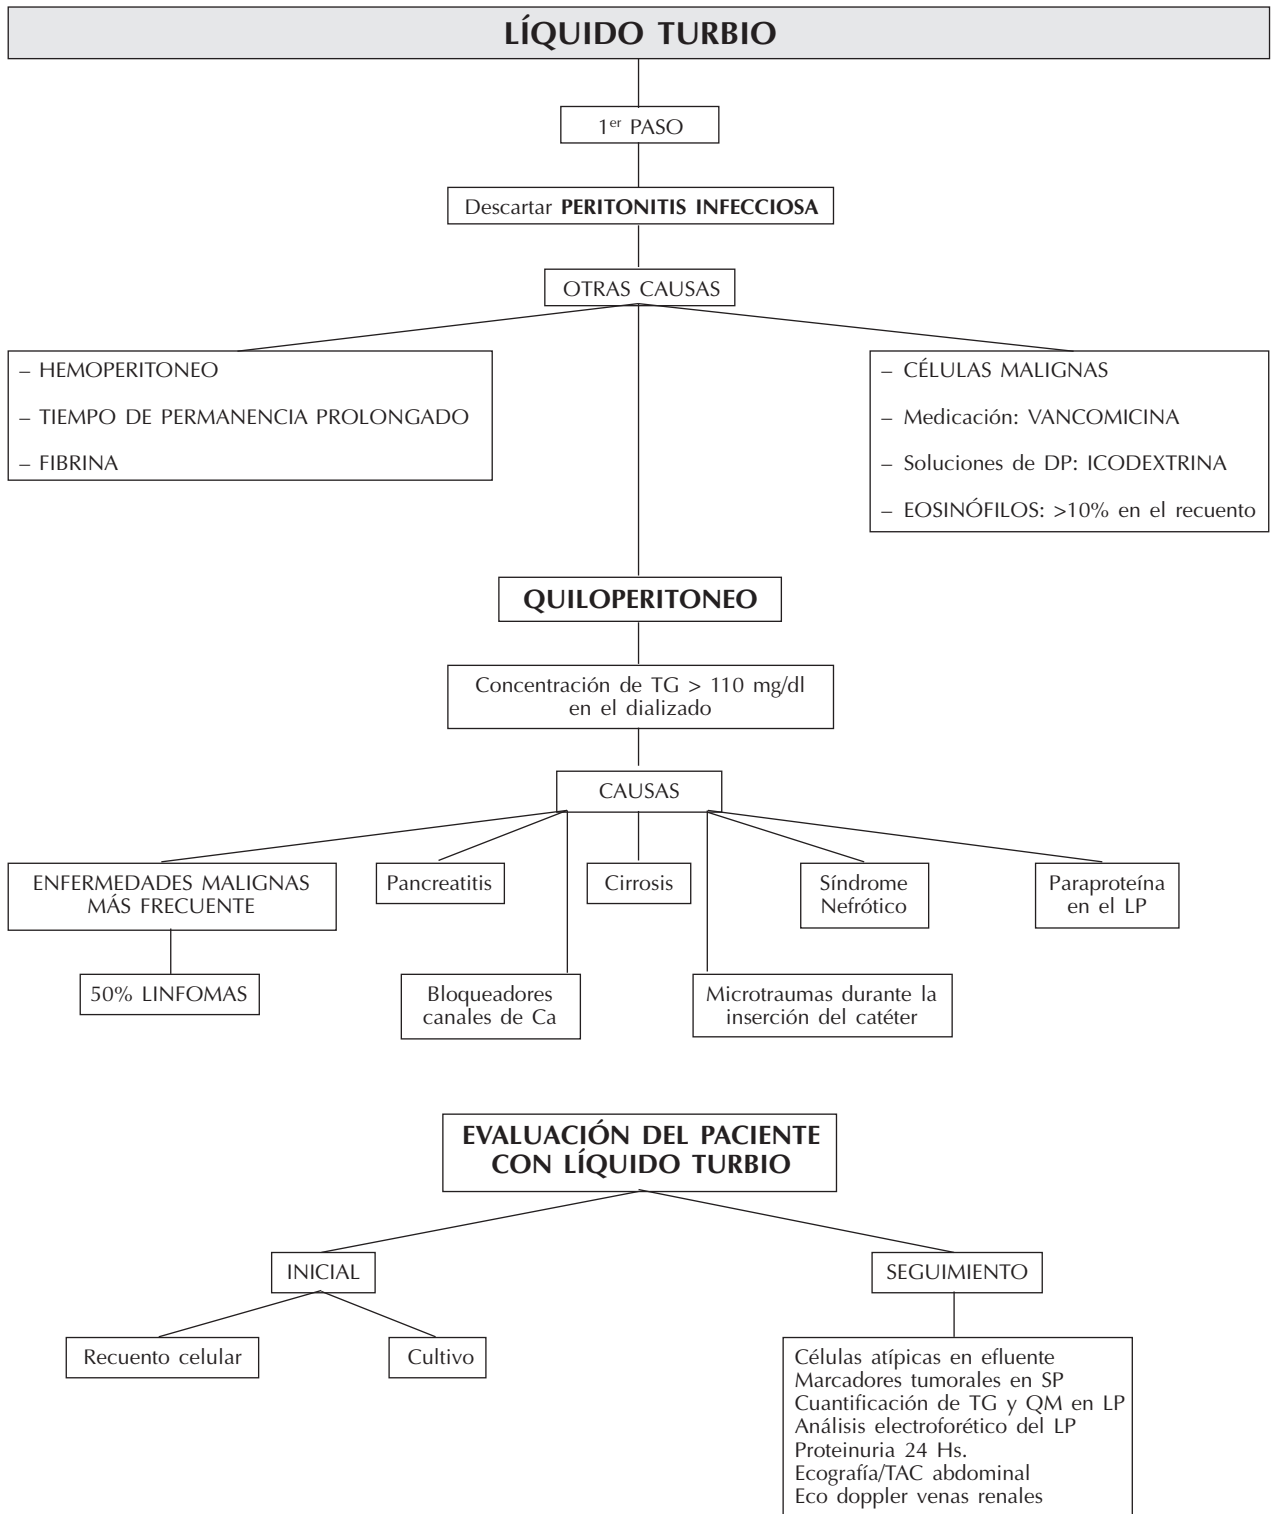 LÍQUIDO TURBIO
1er PASO
Descartar PERITONITIS INFECCIOSA
OTRAS CAUSAS
– HEMOPERITONEO
– TIEMPO DE PERMANENCIA PROLONGADO
– FIBRINA
– CÉLULAS MALIGNAS
– Medicación: VANCOMICINA
– Soluciones de DP: ICODEXTRINA
– EOSINÓFILOS: >10% en el recuento
QUILOPERITONEO
Concentración de TG > 110 mg/dl
en el dializado
CAUSAS
ENFERMEDADES MALIGNAS
MÁS FRECUENTE
Pancreatitis
Cirrosis
Síndrome
Nefrótico
Paraproteína
en el LP
50% LINFOMAS
Bloqueadores
canales de Ca
Microtraumas durante la
inserción del catéter
EVALUACIÓN DEL PACIENTE
CON LÍQUIDO TURBIO
INICIAL
SEGUIMIENTO
Recuento celular
Cultivo
Células atípicas en efluente
Marcadores tumorales en SP
Cuantificación de TG y QM en LP
Análisis electroforético del LP
Proteinuria 24 Hs.
Ecografía/TAC abdominal
Eco doppler venas renales